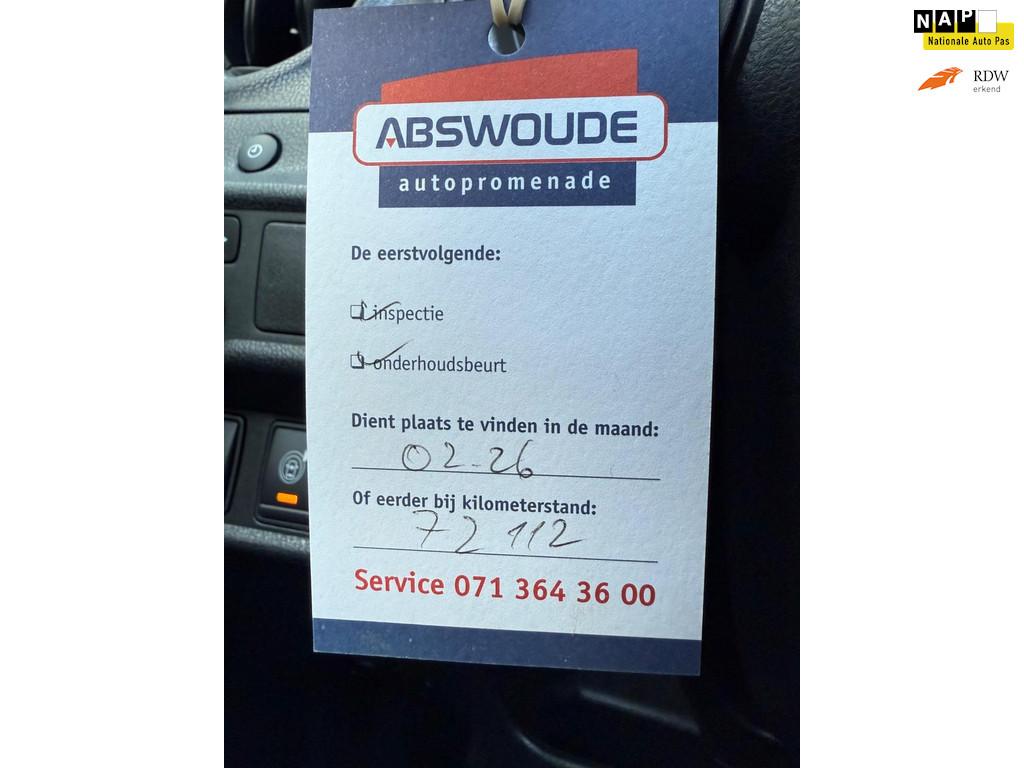 NAP
Nationale Auto Pas
RDW
erkend
ABSWOUDE
autopromenade
De eerstvolgende:
inspectie
onderhoudsbeurt
Dient plaats te vinden in de maand:
02-26
Of eerder bij kilometerstand:
72 112
Service 071 364 36 00